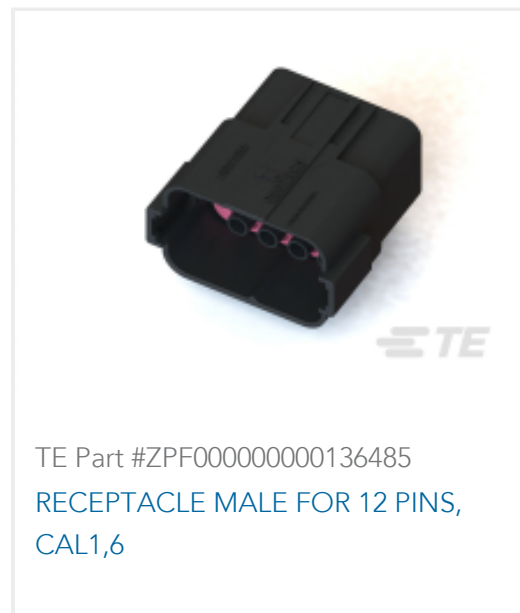 TE
TE Part #ZPF000000000136485
RECEPTACLE MALE FOR 12 PINS,
CAL1,6